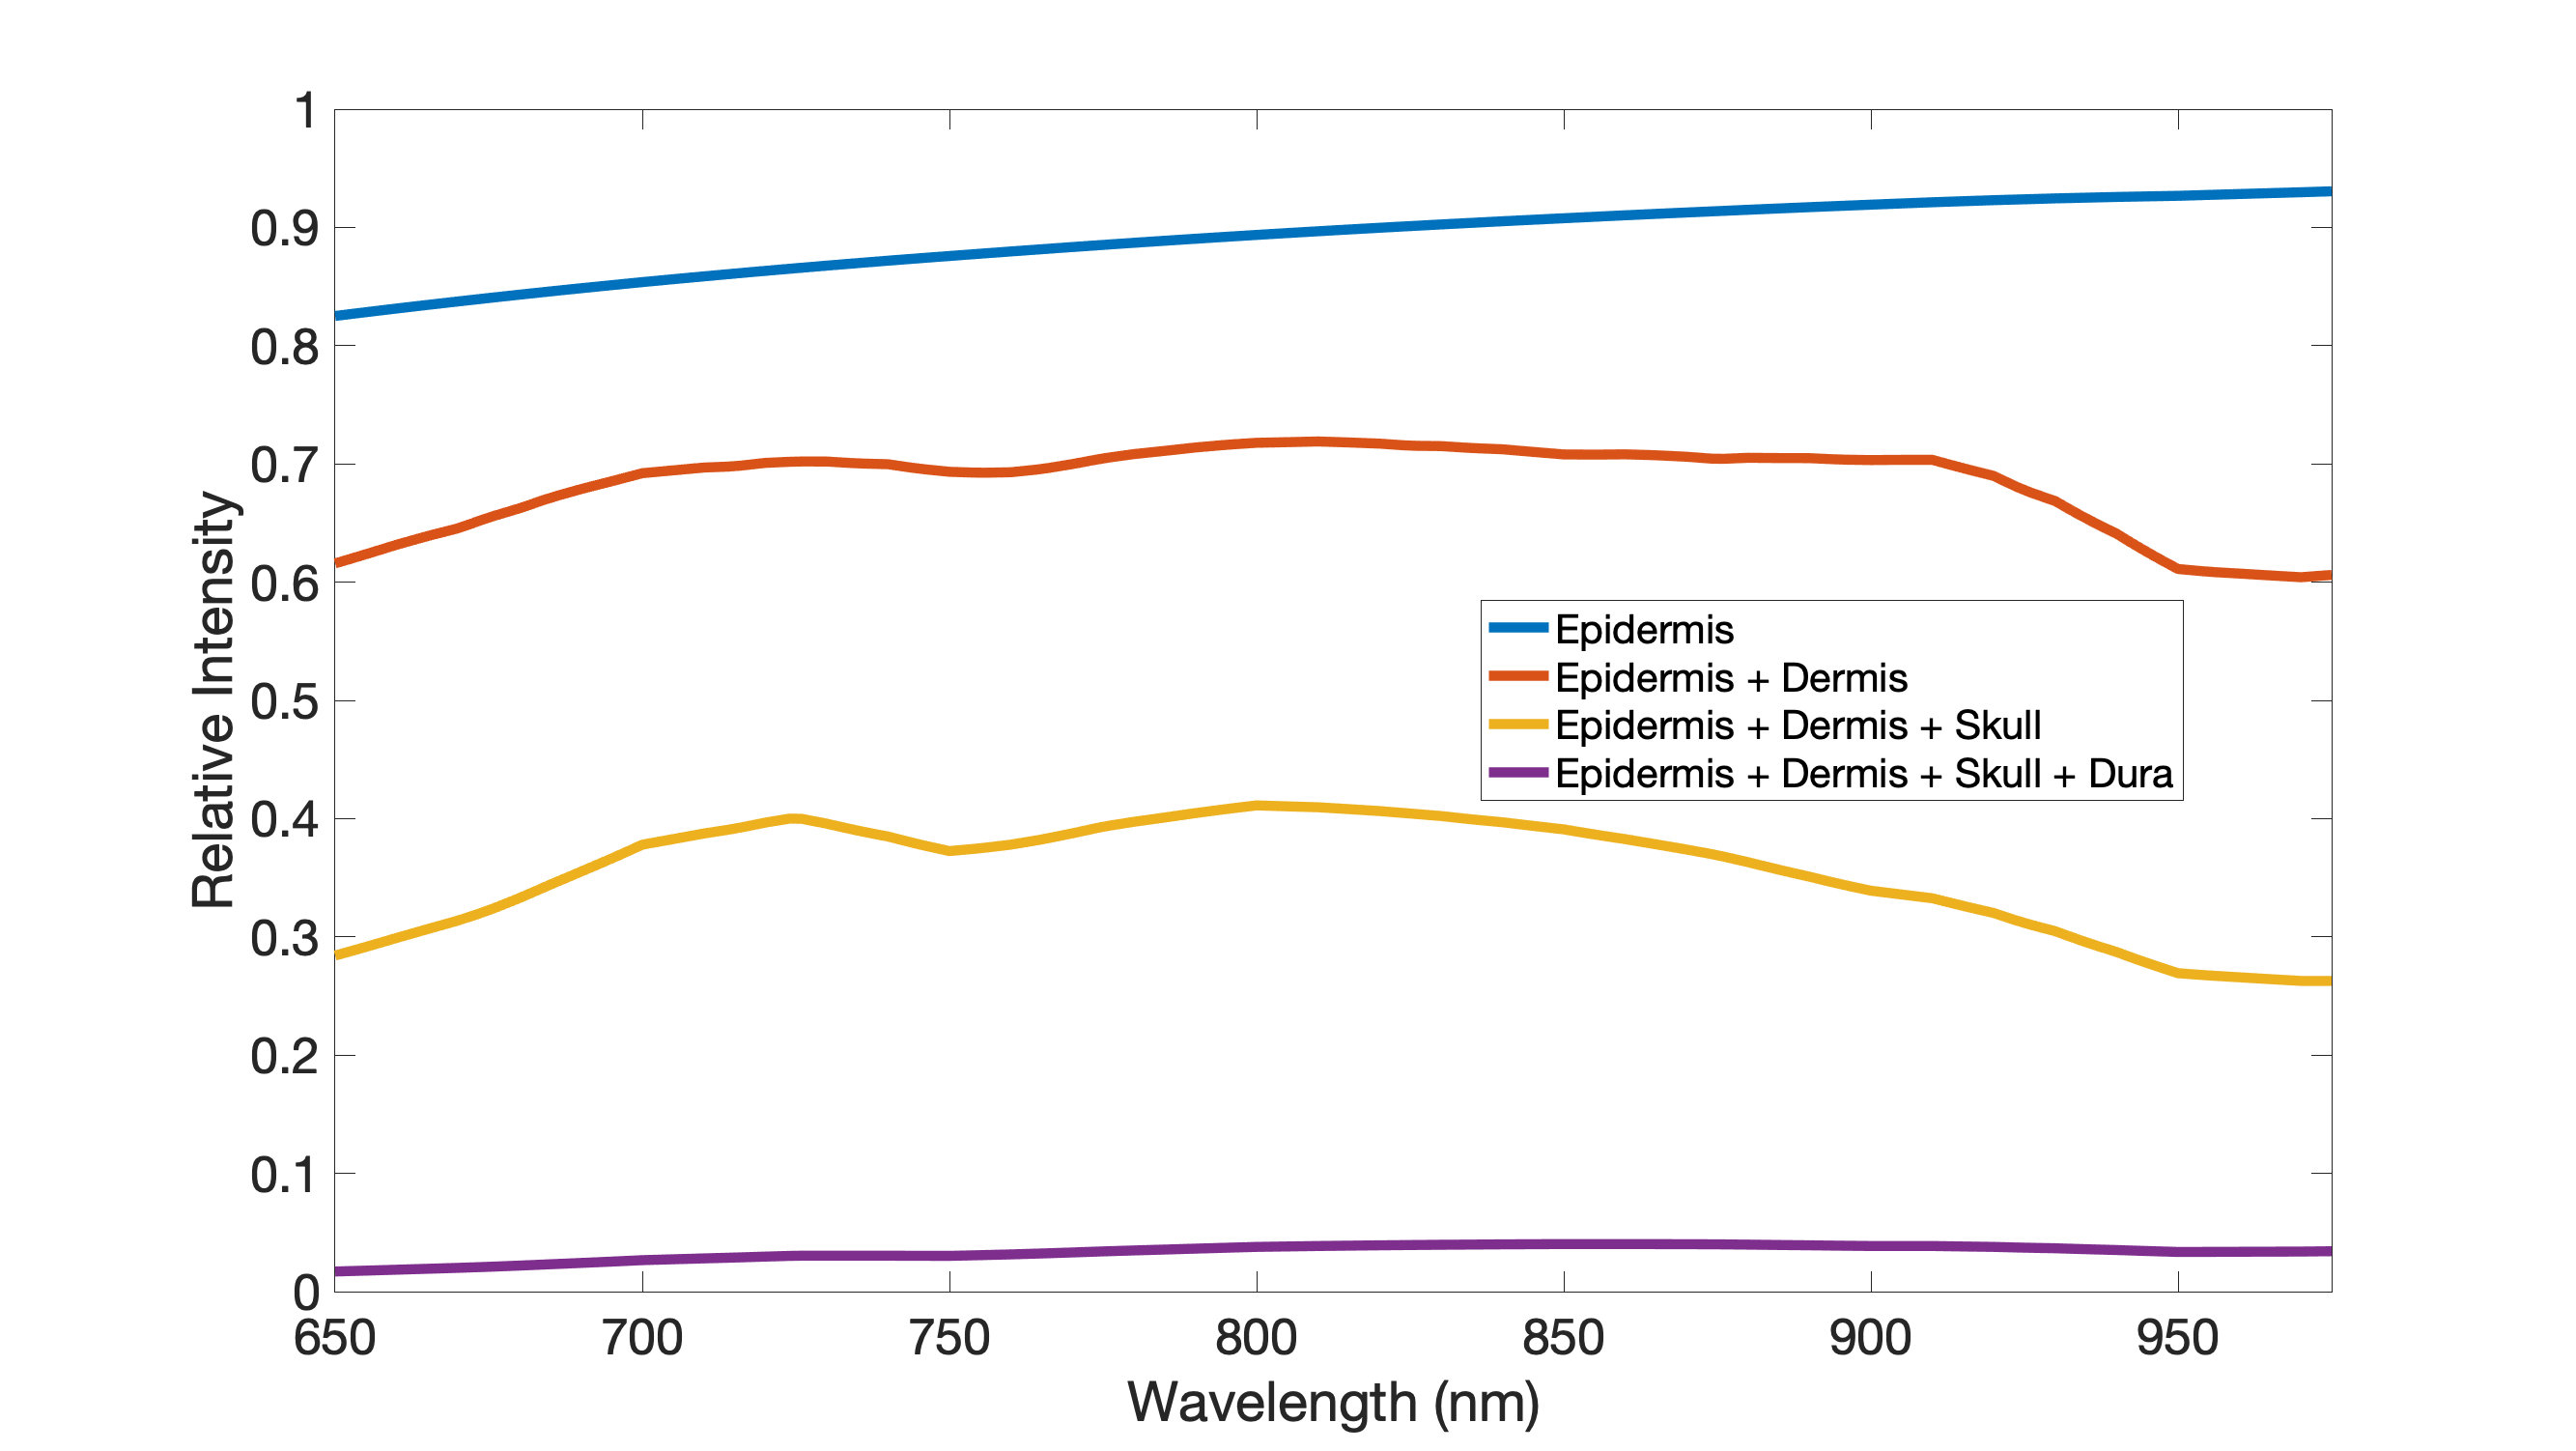 1
0.9
0.8
0.7
0.6
0.5
0.4
0.3
0.2
0.1
0
Relative Intensity
Epidermis
Epidermis + Dermis
Epidermis + Dermis + Skull
Epidermis + Dermis + Skull + Dura
650 700 750 800 850 900 950
Wavelength (nm)